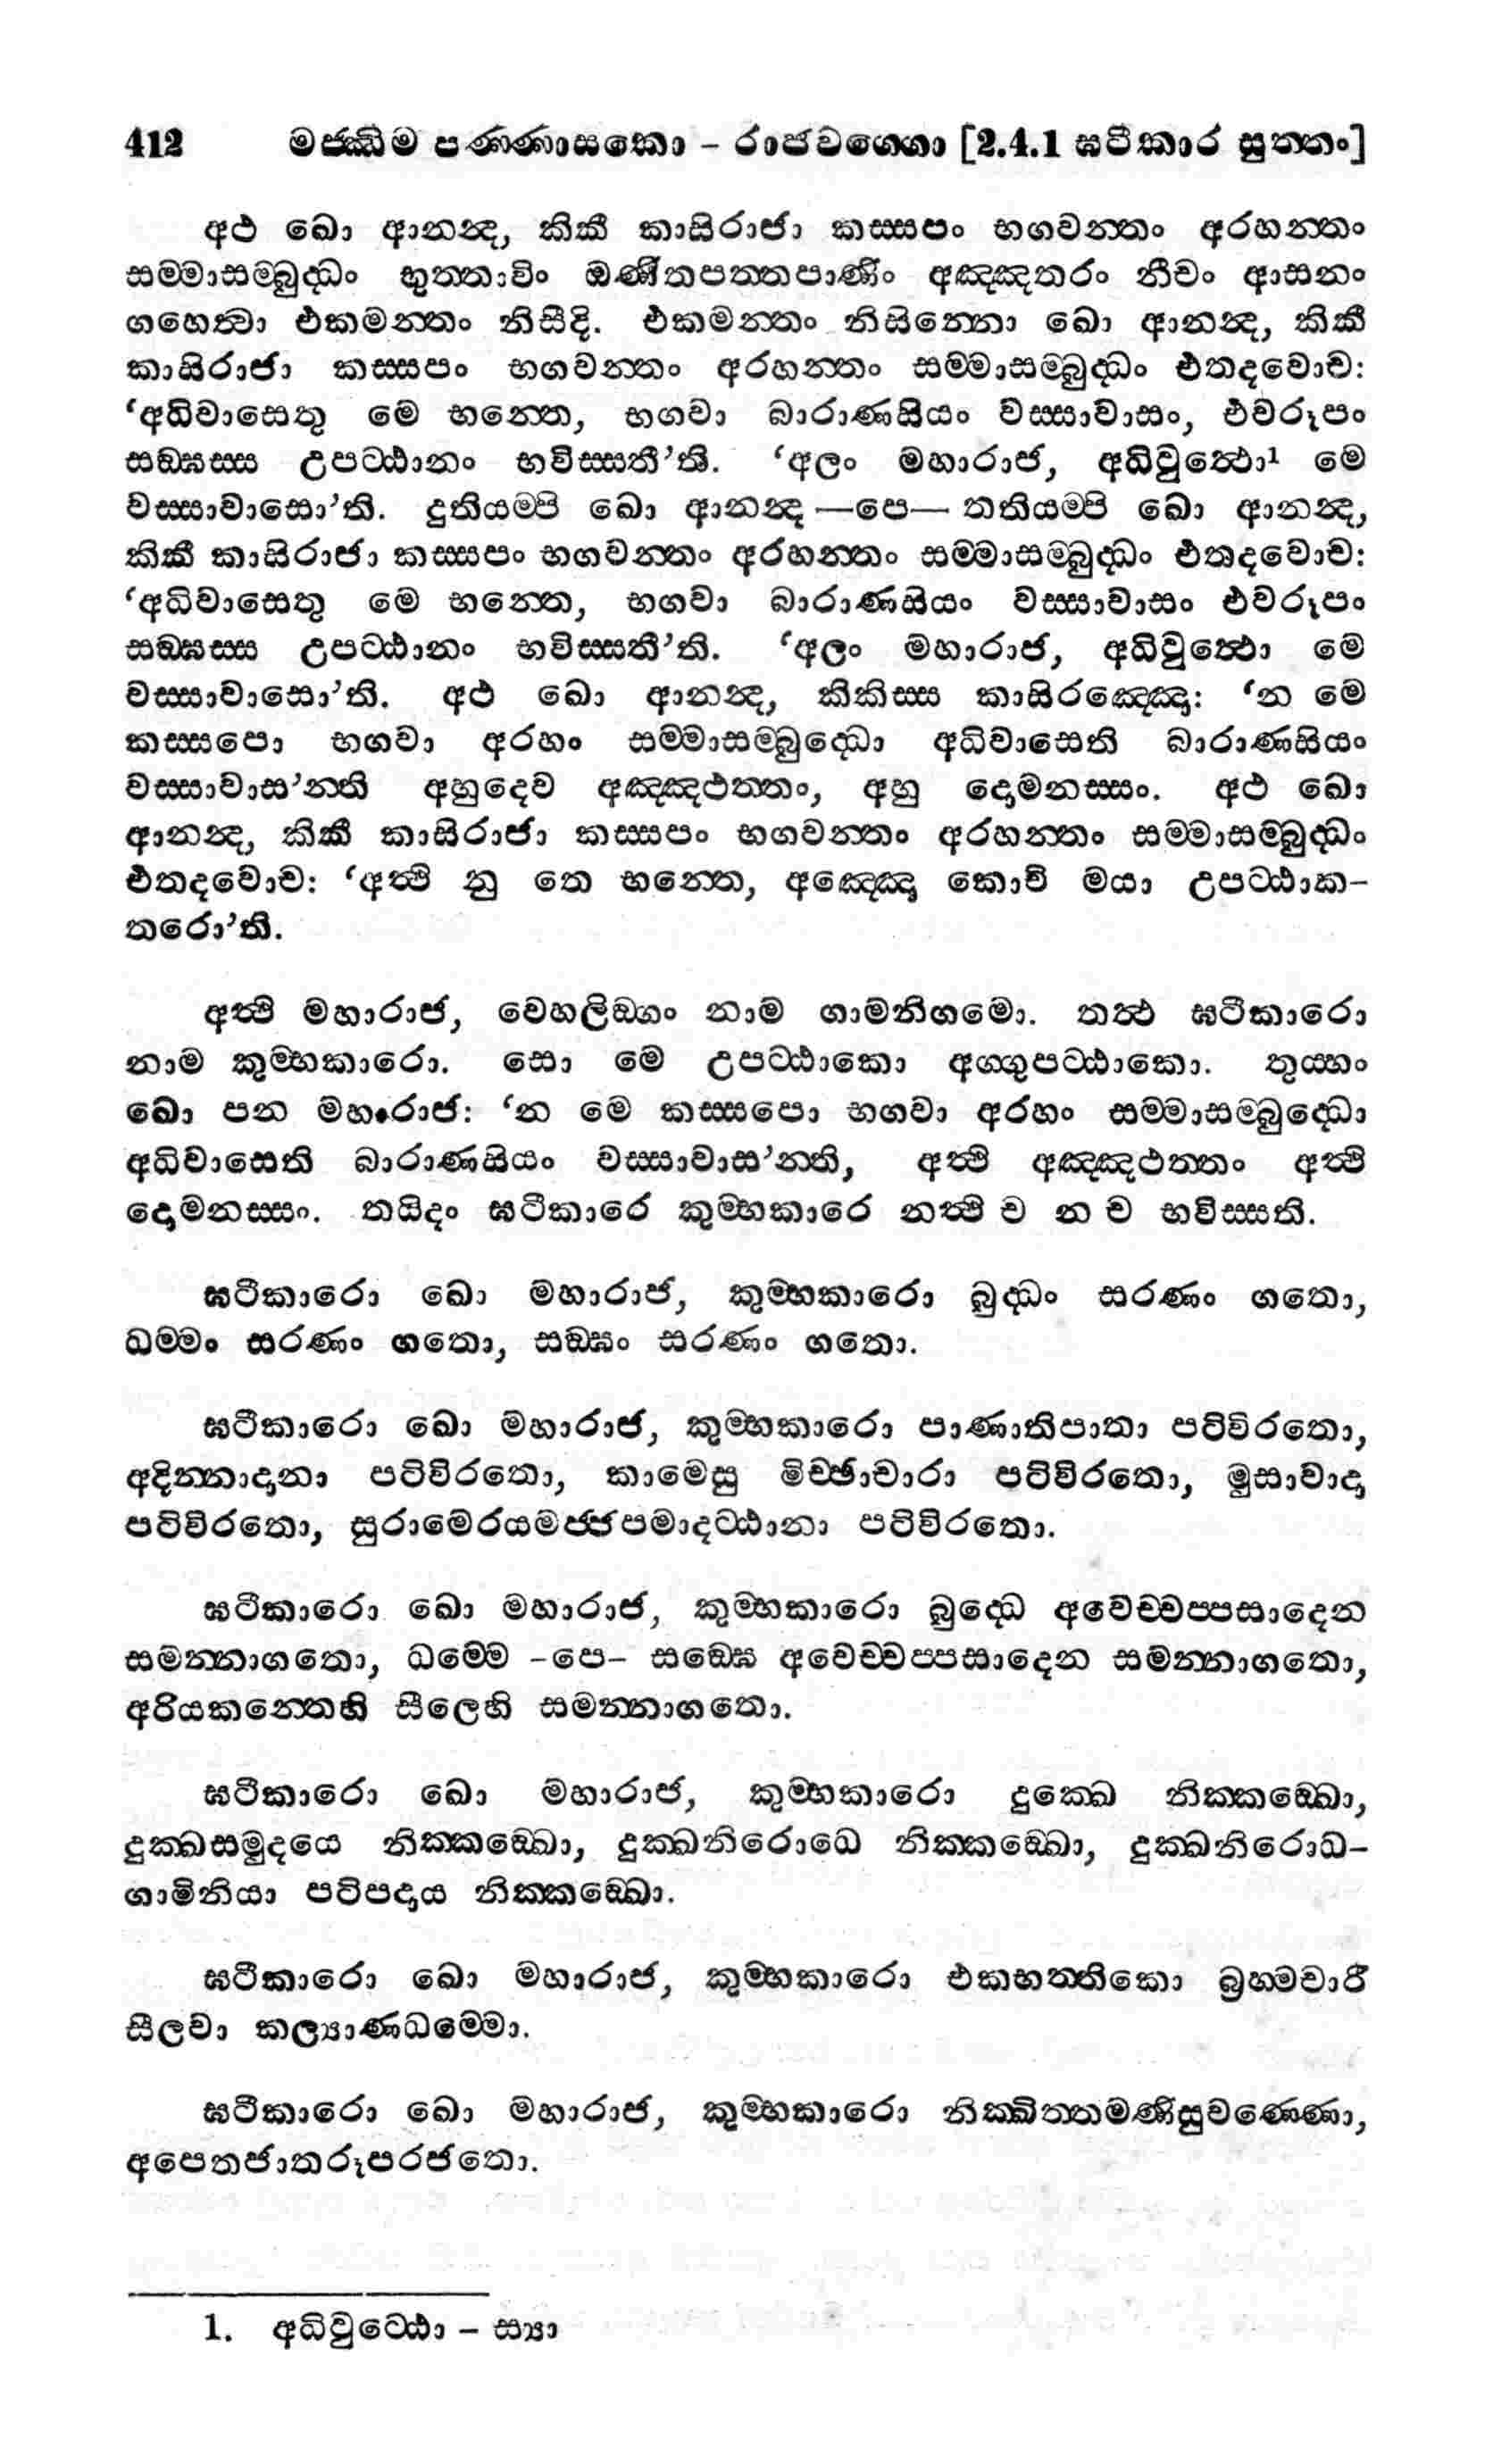 412 මජ්ඣිම පණ්ණාසකො - රාජවග්ගො [2.4.1 ඝටීකාර සුත්තං]
අථ ඛො ආනන්ද, කිකී කාසිරාජා කස්සපං භගවන්තං අරහන්තං
සම්මාසම්බුද්ධං භුත්තාවිං ඔණීතපත්තපාණිං අඤ්ඤතරං නීචං ආසනං
ගහෙත්වා එකමන්තං නිසීදි. එකමන්තං නිසින්නො ඛො ආනන්ද, කිකී
කාසිරාජා කස්සපං භගවන්තං අරහන්තං සම්මාසම්බුද්ධං එතදවොච:
‘අධිවාසෙතු මෙ භන්තෙ, භගවා බාරාණසියං වස්සාවාසං, එවරූපං
සඞ්ඝස්ස උපට්ඨානං භවිස්සතී’ති. ‘අලං මහාරාජ, අධිවුත්ථො¹ මෙ
වස්සාවාසො’ති. දුතියම්පි ඛො ආනන්ද —පෙ— තතියම්පි ඛො ආනන්ද,
කිකී කාසිරාජා කස්සපං භගවන්තං අරහන්තං සම්මාසම්බුද්ධං එතදවොච:
‘අධිවාසෙතු මෙ භන්තෙ, භගවා බාරාණසියං වස්සාවාසං එවරූපං
සඞ්ඝස්ස උපට්ඨානං භවිස්සතී’ති. ‘අලං මහාරාජ, අධිවුත්ථො මෙ
වස්සාවාසො’ති. අථ ඛො ආනන්ද, කිකිස්ස කාසිරඤ්ඤො: ‘න මෙ
කස්සපො භගවා අරහං සම්මාසම්බුද්ධො අධිවාසෙති බාරාණසියං
වස්සාවාස’න්ති අහුදෙව අඤ්ඤථත්තං, අහු දොමනස්සං. අථ ඛො
ආනන්ද, කිකී කාසිරාජා කස්සපං භගවන්තං අරහන්තං සම්මාසම්බුද්ධං
එතදවොච: ‘අත්ථි නු තෙ භන්තෙ, අඤ්ඤො කොචි මයා උපට්ඨාක-
තරො’ති.
අත්ථි මහාරාජ, වෙහලිඞ්ගං නාම ගාමනිගමො. තත්ථ ඝටීකාරො
නාම කුම්භකාරො. සො මෙ උපට්ඨාකො අග්ගුපට්ඨාකො. තුය්හං
ඛො පන මහාරාජ: ‘න මෙ කස්සපො භගවා අරහං සම්මාසම්බුද්ධො
අධිවාසෙති බාරාණසියං වස්සාවාස’න්ති, අත්ථි අඤ්ඤථත්තං අත්ථි
දොමනස්සං. තයිදං ඝටීකාරෙ කුම්භකාරෙ නත්ථි ච න ච භවිස්සති.
ඝටීකාරො ඛො මහාරාජ, කුම්භකාරො බුද්ධං සරණං ගතො,
ධම්මං සරණං ගතො, සඞ්ඝං සරණං ගතො.
ඝටීකාරො ඛො මහාරාජ, කුම්භකාරො පාණාතිපාතා පටිවිරතො,
අදින්නාදානා පටිවිරතො, කාමෙසු මිච්ඡාචාරා පටිවිරතො, මුසාවාදා
පටිවිරතො, සුරාමෙරයමජ්ජපමාදට්ඨානා පටිවිරතො.
ඝටීකාරො ඛො මහාරාජ, කුම්භකාරො බුද්ධෙ අවෙච්චප්පසාදෙන
සමන්නාගතො, ධම්මෙ -පෙ- සඞ්ඝෙ අවෙච්චප්පසාදෙන සමන්නාගතො,
අරියකන්තෙහි සීලෙහි සමන්නාගතො.
ඝටීකාරො ඛො මහාරාජ, කුම්භකාරො දුක්ඛෙ නික්කඞ්ඛො,
දුක්ඛසමුදයෙ නික්කඞ්ඛො, දුක්ඛනිරොධෙ නික්කඞ්ඛො, දුක්ඛනිරොධ-
ගාමිනියා පටිපදාය නික්කඞ්ඛො.
ඝටීකාරො ඛො මහාරාජ, කුම්භකාරො එකභත්තිකො බ්‍රහ්මචාරී
සීලවා කල්‍යාණධම්මො.
ඝටීකාරො ඛො මහාරාජ, කුම්භකාරො නික්ඛිත්තමණිසුවණ්ණො,
අපෙතජාතරූපරජතො.
1. අධිවුට්ඨො - ස්‍යා